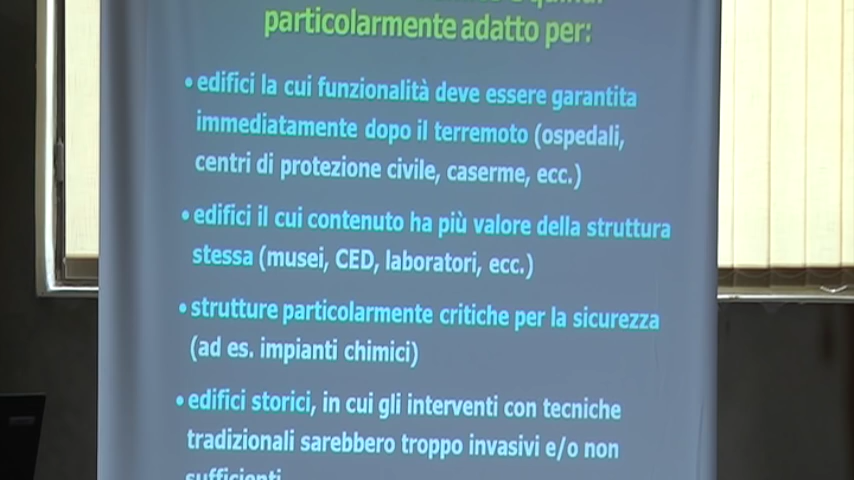 particolarmente adatto per:
• edifici la cui funzionalità deve essere garantita
immediatamente dopo il terremoto (ospedali,
centri di protezione civile, caserme, ecc.)
• edifici il cui contenuto ha più valore della struttura
stessa (musei, CED, laboratori, ecc.)
• strutture particolarmente critiche per la sicurezza
(ad es. impianti chimici)
• edifici storici, in cui gli interventi con tecniche
tradizionali sarebbero troppo invasivi e/o non
sufficienti